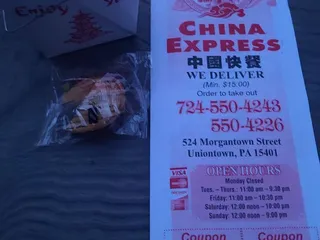 Enjoy
CHINA
EXPRESS
中國快餐
WE DELIVER
(Min. $15.00)
Order to take out
724-550-4243
550-4226
524 Morgantown Street
Uniontown, PA 15401
OPEN HOURS
Monday Closed
Tues. - Thurs.: 11:00 am - 9:30 pm
Friday: 11:00 am - 10:30 pm
Saturday: 12:00 noon - 10:00 pm
Sunday: 12:00 noon - 9:00 pm
VISA
Coupon
Coupon